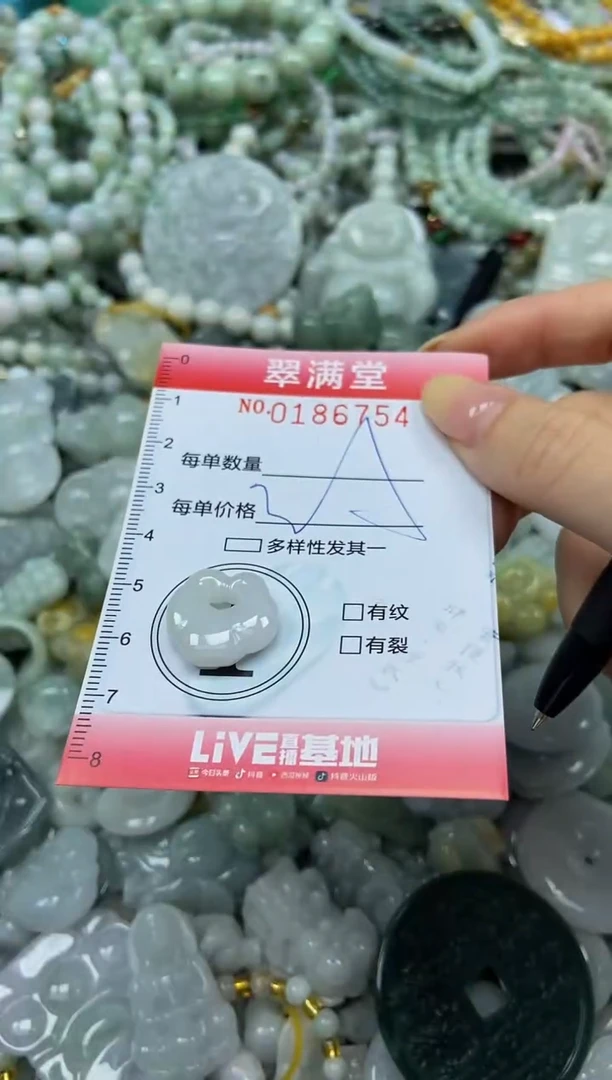 0
翠满堂
1
NO.0186754
2
每单数量
3
每单价格
4
多样性发其一
5
有纹
6
有裂
7
LiVE直播基地
8
今日头条 抖音 西瓜视频 抖音火山版